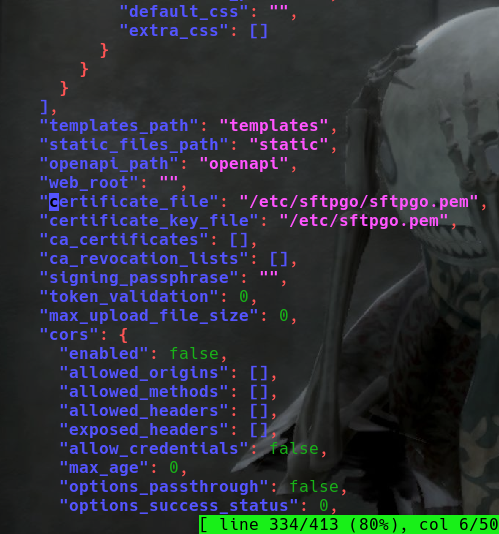 "default_css": "",
"extra_css": []
}
}
}
],
"templates_path": "templates",
"static_files_path": "static",
"openapi_path": "openapi",
"web_root": "",
"certificate_file": "/etc/sftpgo/sftpgo.pem",
"certificate_key_file": "/etc/sftpgo.pem",
"ca_certificates": [],
"ca_revocation_lists": [],
"signing_passphrase": "",
"token_validation": 0,
"max_upload_file_size": 0,
"cors": {
"enabled": false,
"allowed_origins": [],
"allowed_methods": [],
"allowed_headers": [],
"exposed_headers": [],
"allow_credentials": false,
"max_age": 0,
"options_passthrough": false,
"options_success_status": 0,
[ line 334/413 (80%), col 6/50